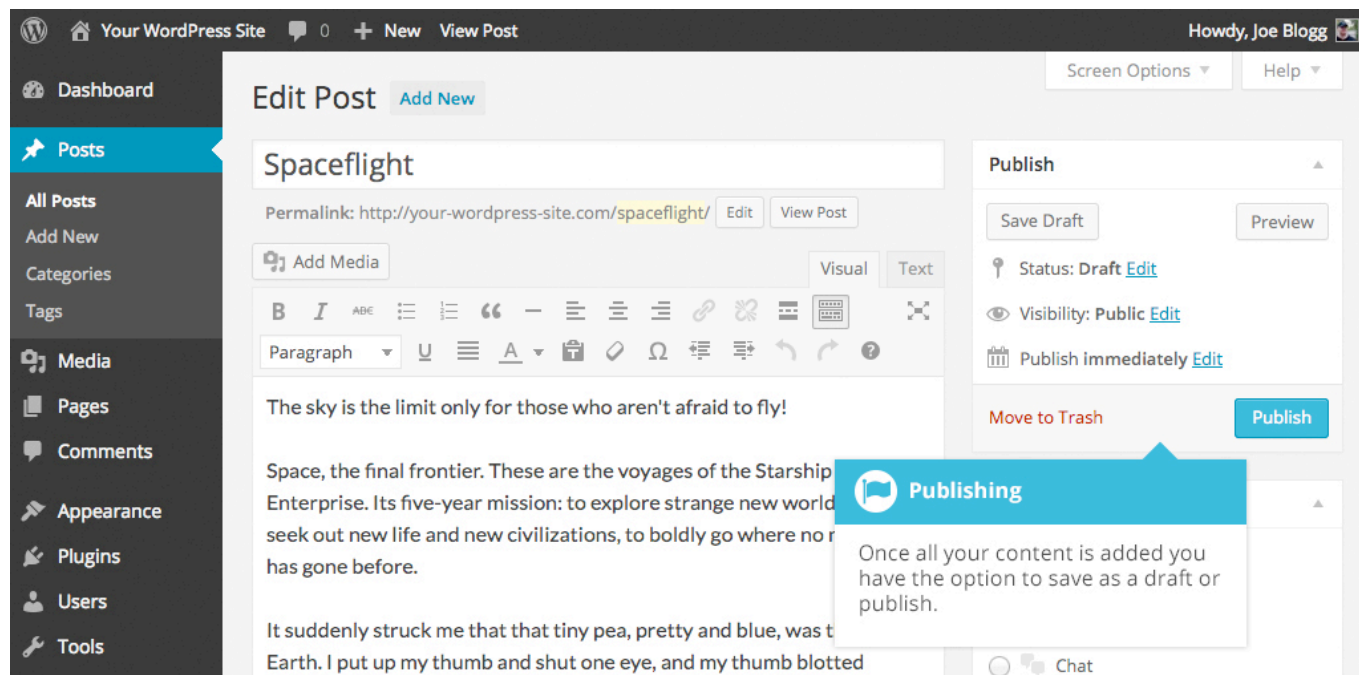 Your WordPress Site 0 New View Post Howdy, Joe Blogg
Screen Options Help
Dashboard
Posts
All Posts
Add New
Categories
Tags
Media
Pages
Comments
Appearance
Plugins
Users
Tools
Edit Post Add New
Spaceflight
Permalink: http://your-wordpress-site.com/spaceflight/ Edit View Post
Add Media
Visual Text
B I ABC
Paragraph U A T Ω ?
The sky is the limit only for those who aren't afraid to fly!
Space, the final frontier. These are the voyages of the Starship
Enterprise. Its five-year mission: to explore strange new world
seek out new life and new civilizations, to boldly go where no
has gone before.
It suddenly struck me that that tiny pea, pretty and blue, was
Earth. I put up my thumb and shut one eye, and my thumb blotted
Publish
Save Draft Preview
Status: Draft Edit
Visibility: Public Edit
Publish immediately Edit
Move to Trash Publish
Publishing
Once all your content is added you
have the option to save as a draft or
publish.
Chat